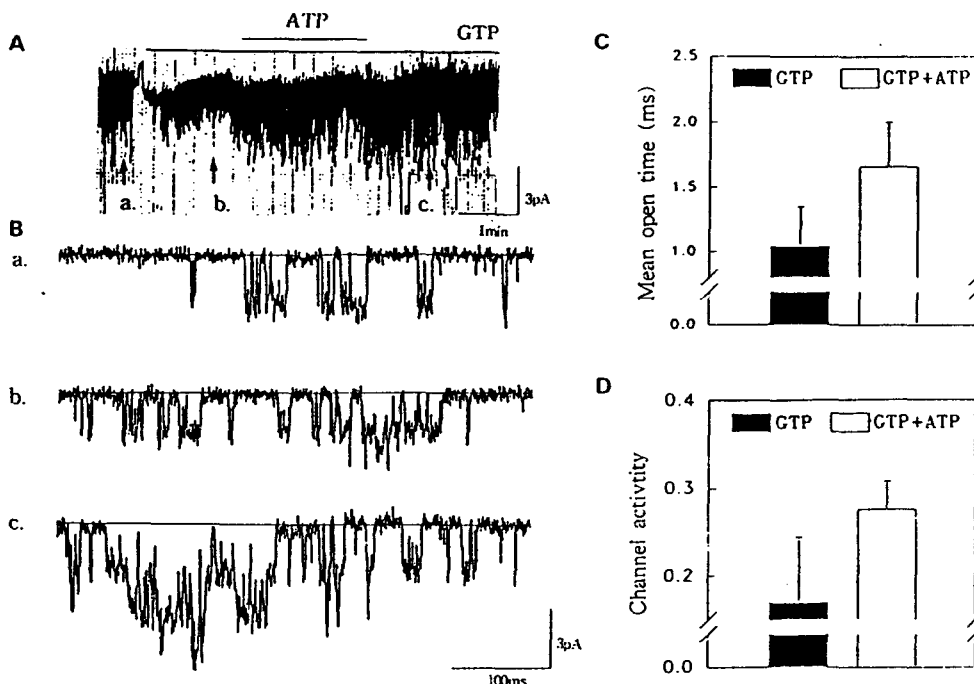 A
ATP
GTP
a.
b.
c.
3pA
1min
B
a.
b.
c.
3pA
100ms
C
2.5
GTP
GTP+ATP
2.0
1.5
1.0
0.0
Mean open time (ms)
D
0.4
GTP
GTP+ATP
0.3
0.2
0.0
Channel activtity